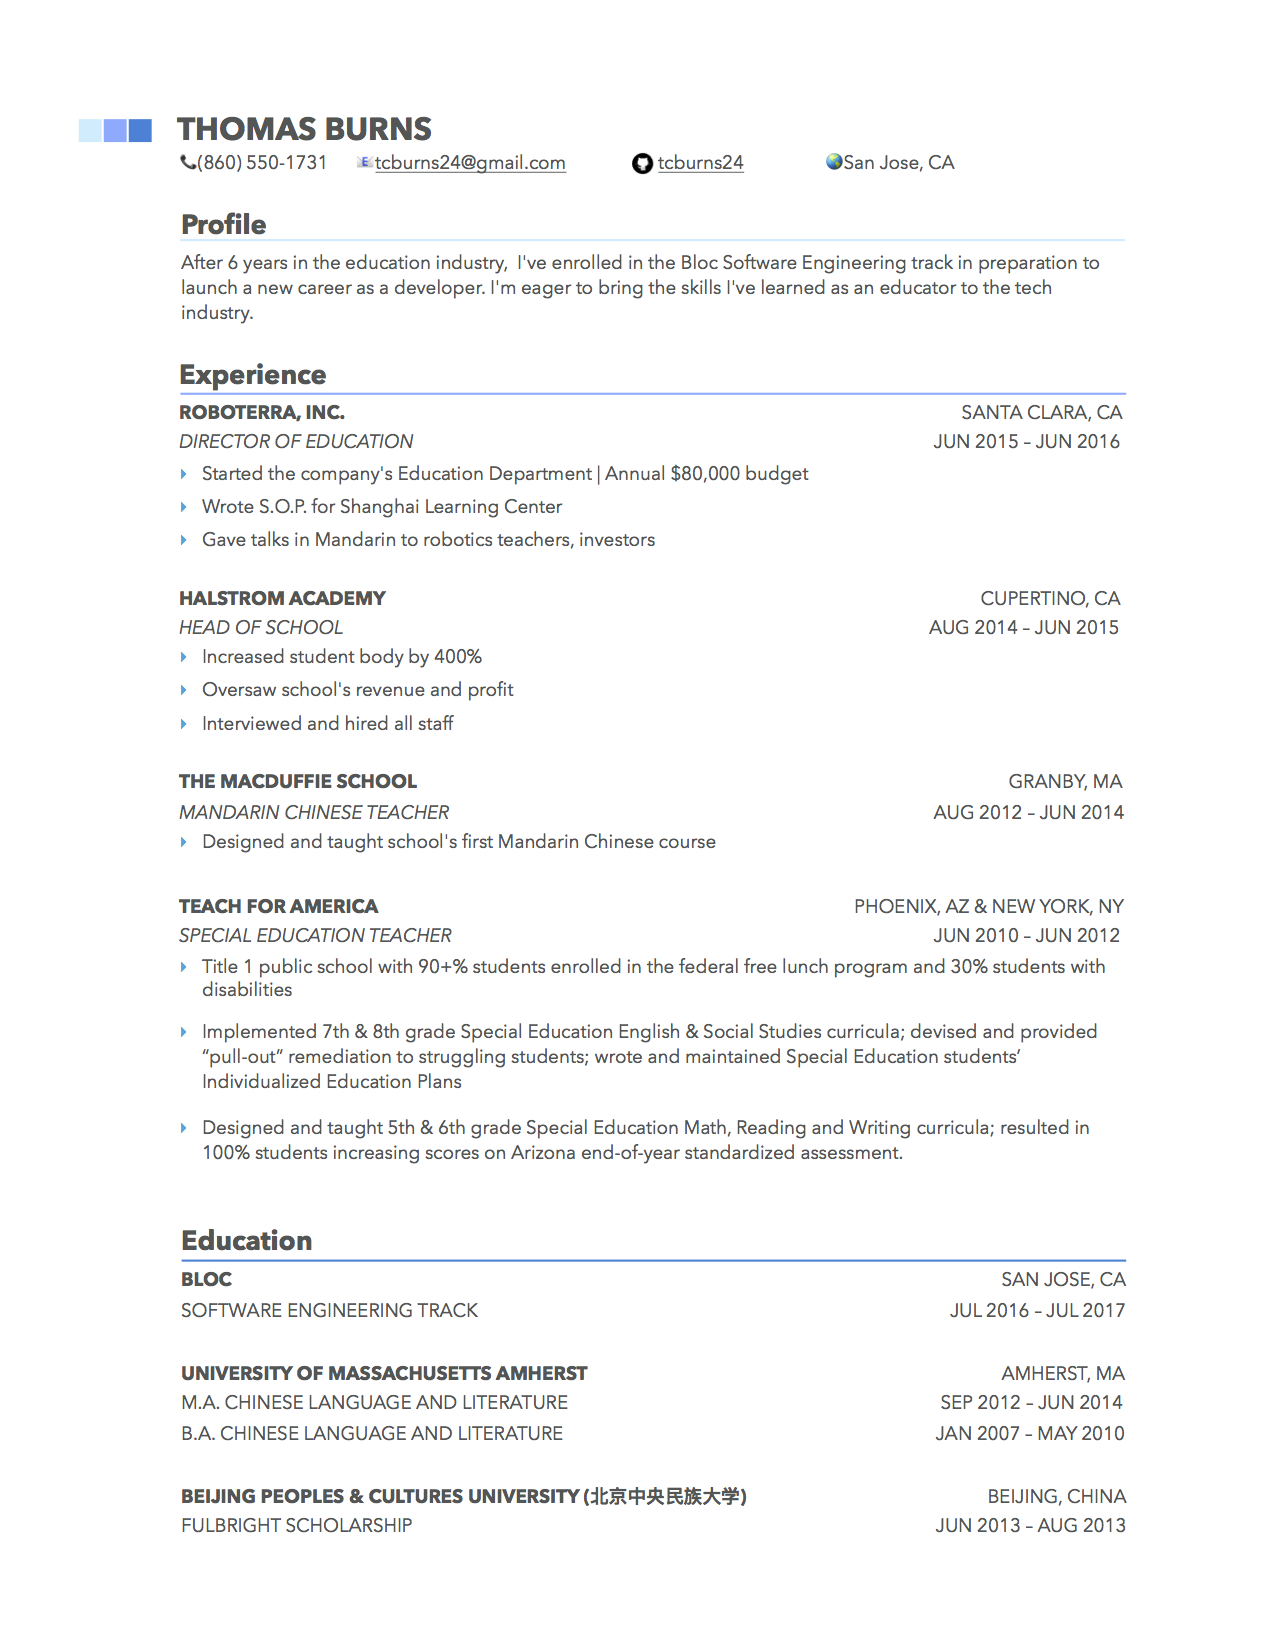 THOMAS BURNS
(860) 550-1731 tcburns24@gmail.com tcburns24 San Jose, CA
Profile
After 6 years in the education industry, I've enrolled in the Bloc Software Engineering track in preparation to
launch a new career as a developer. I'm eager to bring the skills I've learned as an educator to the tech
industry.
Experience
ROBOTERRA, INC. SANTA CLARA, CA
DIRECTOR OF EDUCATION JUN 2015 – JUN 2016
Started the company's Education Department | Annual $80,000 budget
Wrote S.O.P. for Shanghai Learning Center
Gave talks in Mandarin to robotics teachers, investors
HALSTROM ACADEMY CUPERTINO, CA
HEAD OF SCHOOL AUG 2014 – JUN 2015
Increased student body by 400%
Oversaw school's revenue and profit
Interviewed and hired all staff
THE MACDUFFIE SCHOOL GRANBY, MA
MANDARIN CHINESE TEACHER AUG 2012 – JUN 2014
Designed and taught school's first Mandarin Chinese course
TEACH FOR AMERICA PHOENIX, AZ & NEW YORK, NY
SPECIAL EDUCATION TEACHER JUN 2010 – JUN 2012
Title 1 public school with 90+% students enrolled in the federal free lunch program and 30% students with
disabilities
Implemented 7th & 8th grade Special Education English & Social Studies curricula; devised and provided
“pull-out” remediation to struggling students; wrote and maintained Special Education students’
Individualized Education Plans
Designed and taught 5th & 6th grade Special Education Math, Reading and Writing curricula; resulted in
100% students increasing scores on Arizona end-of-year standardized assessment.
Education
BLOC SAN JOSE, CA
SOFTWARE ENGINEERING TRACK JUL 2016 – JUL 2017
UNIVERSITY OF MASSACHUSETTS AMHERST AMHERST, MA
M.A. CHINESE LANGUAGE AND LITERATURE SEP 2012 – JUN 2014
B.A. CHINESE LANGUAGE AND LITERATURE JAN 2007 – MAY 2010
BEIJING PEOPLES & CULTURES UNIVERSITY (北京中央民族大学) BEIJING, CHINA
FULBRIGHT SCHOLARSHIP JUN 2013 – AUG 2013